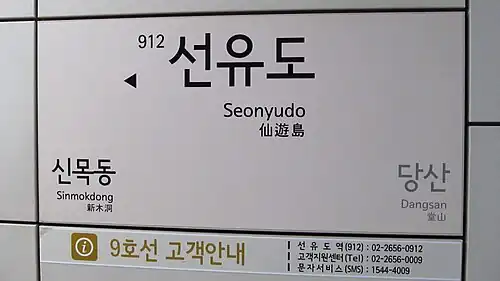 912 선유도
◀
Seonyudo
仙遊島
신목동
Sinmokdong
新木洞
당산
Dangsan
堂山
i 9호선 고객안내
선 유 도 역 (912) : 02-2656-0912
고객지원센터(Tel) : 02-2656-0009
문자서비스(SMS) : 1544-4009